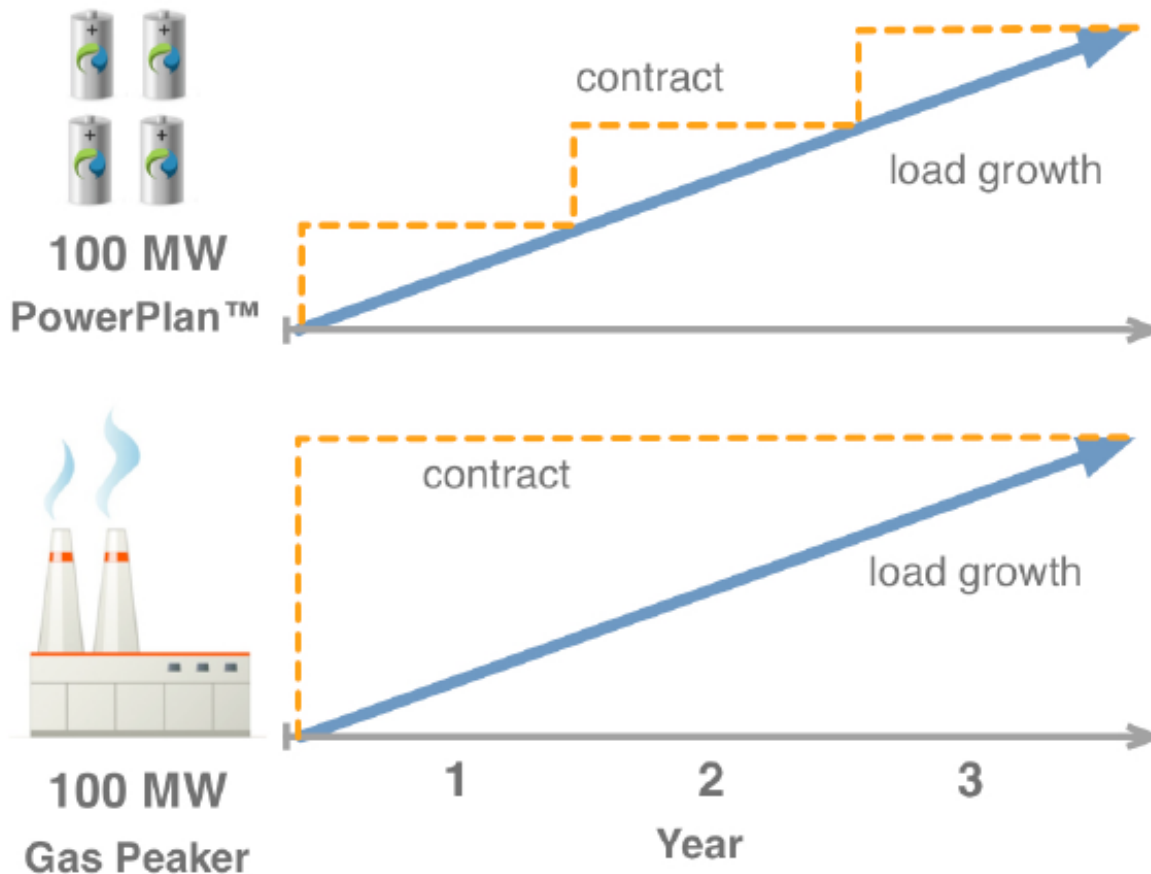 contract
load growth
100 MW
PowerPlan™
contract
load growth
1 2 3
100 MW
Year
Gas Peaker